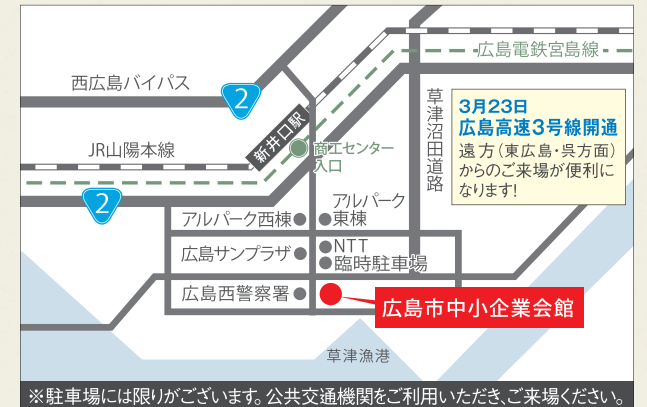 広島電鉄宮島線
西広島バイパス
2
草津沼田道路
3月23日
広島高速3号線開通
遠方（東広島・呉方面）
からのご来場が便利に
なります!
新井口駅
JR山陽本線
商工センター
入口
2
アルパーク
東棟
アルパーク西棟
NTT
広島サンプラザ
臨時駐車場
広島西警察署
広島市中小企業会館
草津漁港
※駐車場には限りがございます。公共交通機関をご利用いただき、ご来場ください。